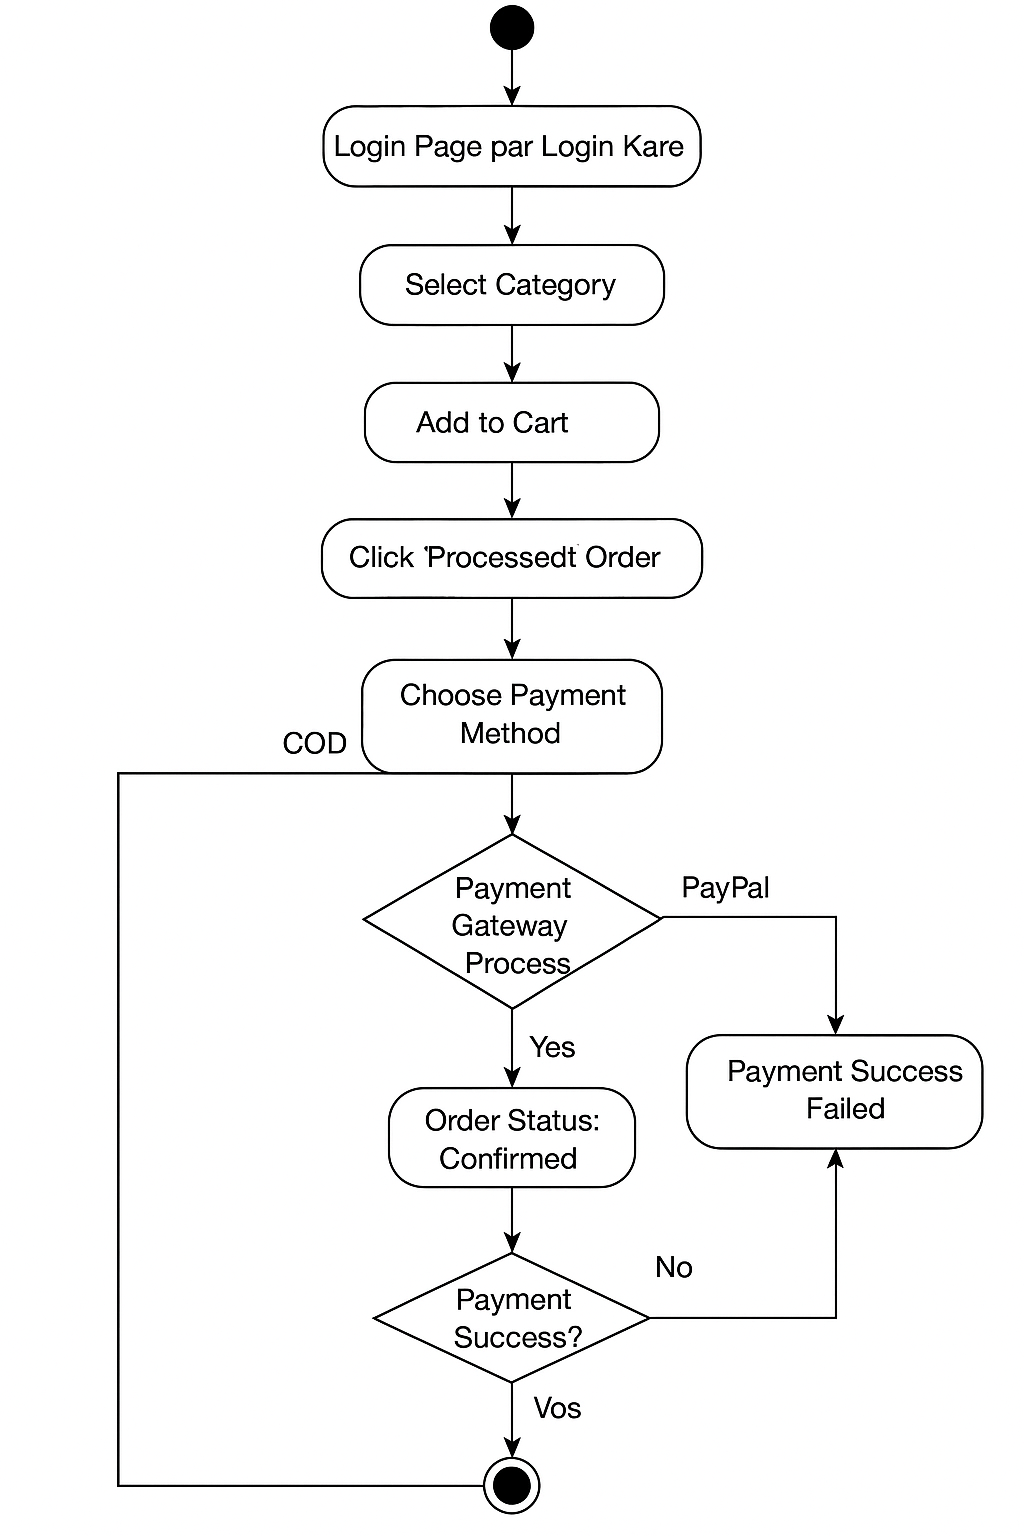 Login Page par Login Kare
Select Category
Add to Cart
Click 'Processedt' Order
Choose Payment
Method
COD
Payment
Gateway
Process
PayPal
Yes
Order Status:
Confirmed
Payment Success
Failed
Payment
Success?
No
Vos